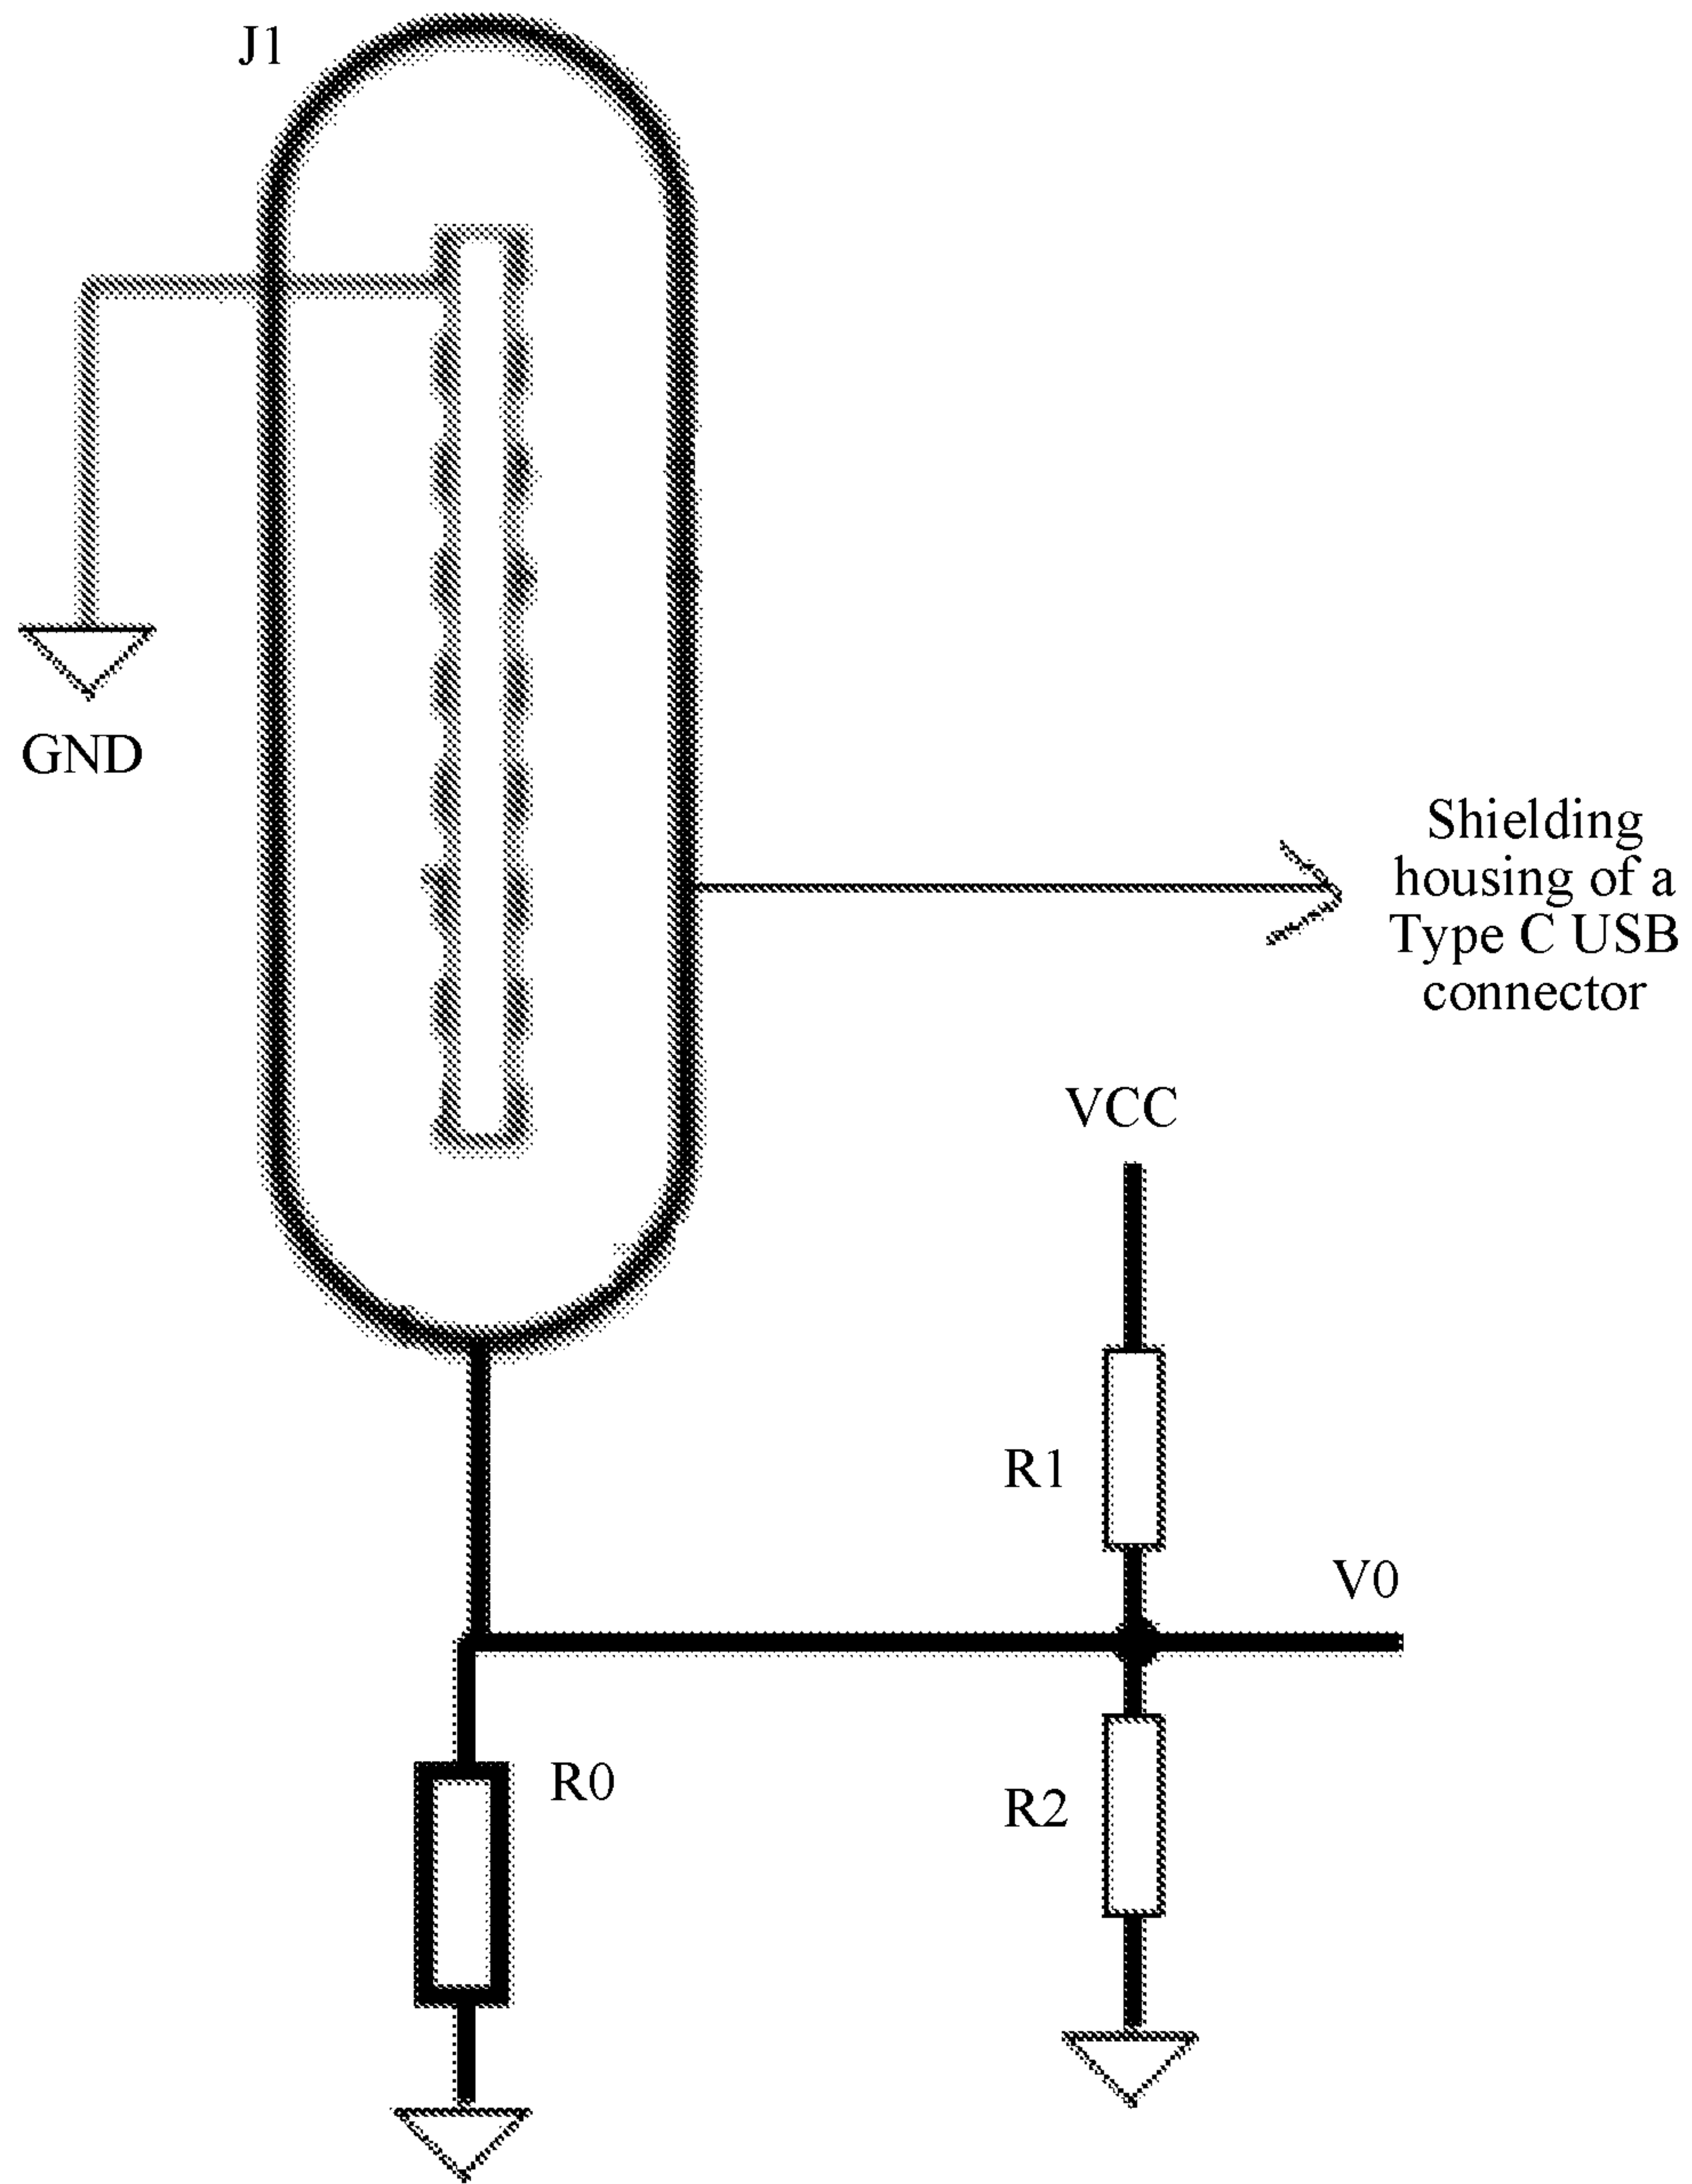 J1
GND
Shielding
housing of a
Type C USB
connector
VCC
R1
V0
R0
R2